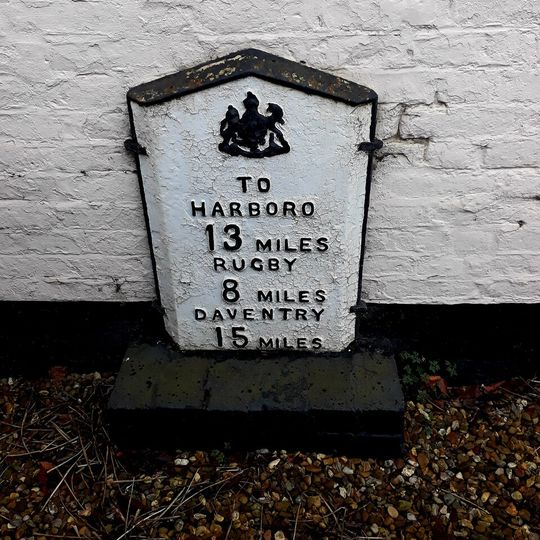 TO
HARBORO
13 MILES
RUGBY
8 MILES
DAVENTRY
15 MILES